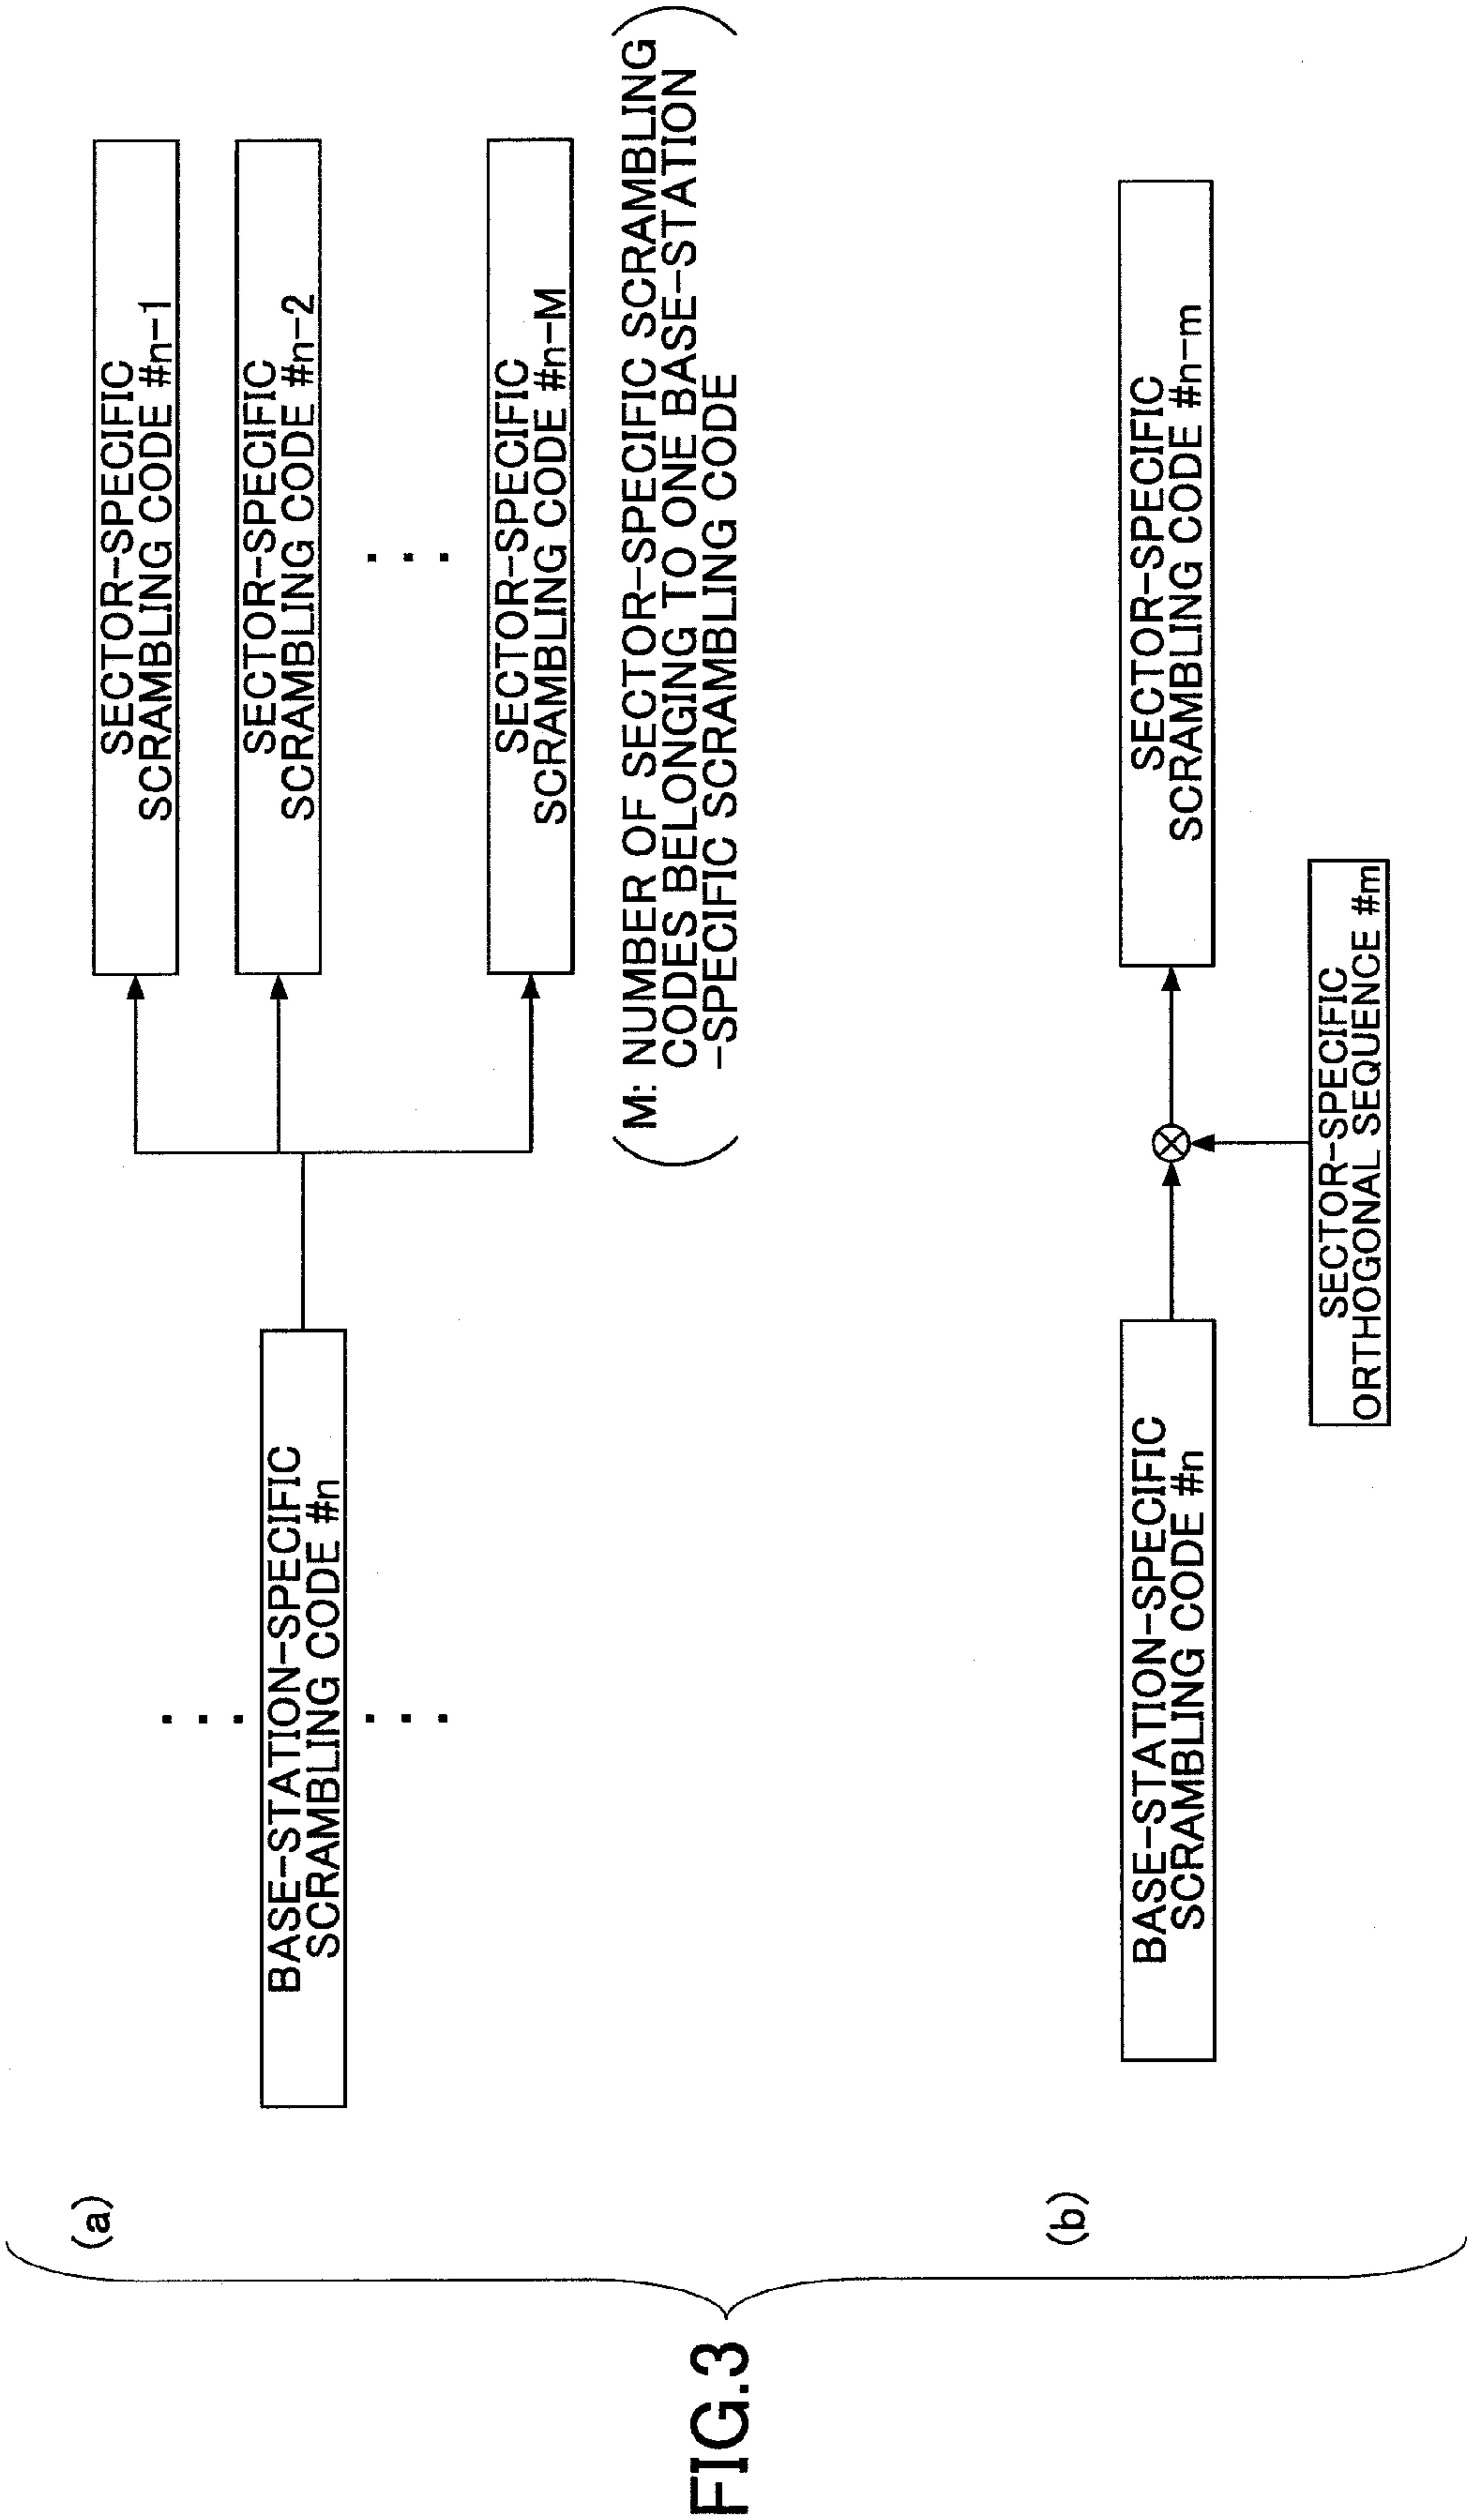 FIG.3
(a)
BASE-STATION-SPECIFIC
SCRAMBLING CODE #n
SECTOR-SPECIFIC
SCRAMBLING CODE #n-1
SECTOR-SPECIFIC
SCRAMBLING CODE #n-2
SECTOR-SPECIFIC
SCRAMBLING CODE #n-M
(M: NUMBER OF SECTOR-SPECIFIC SCRAMBLING
CODES BELONGING TO ONE BASE-STATION
-SPECIFIC SCRAMBLING CODE)
(b)
BASE-STATION-SPECIFIC
SCRAMBLING CODE #n
SECTOR-SPECIFIC
SCRAMBLING CODE #n-m
SECTOR-SPECIFIC
ORTHOGONAL SEQUENCE #m